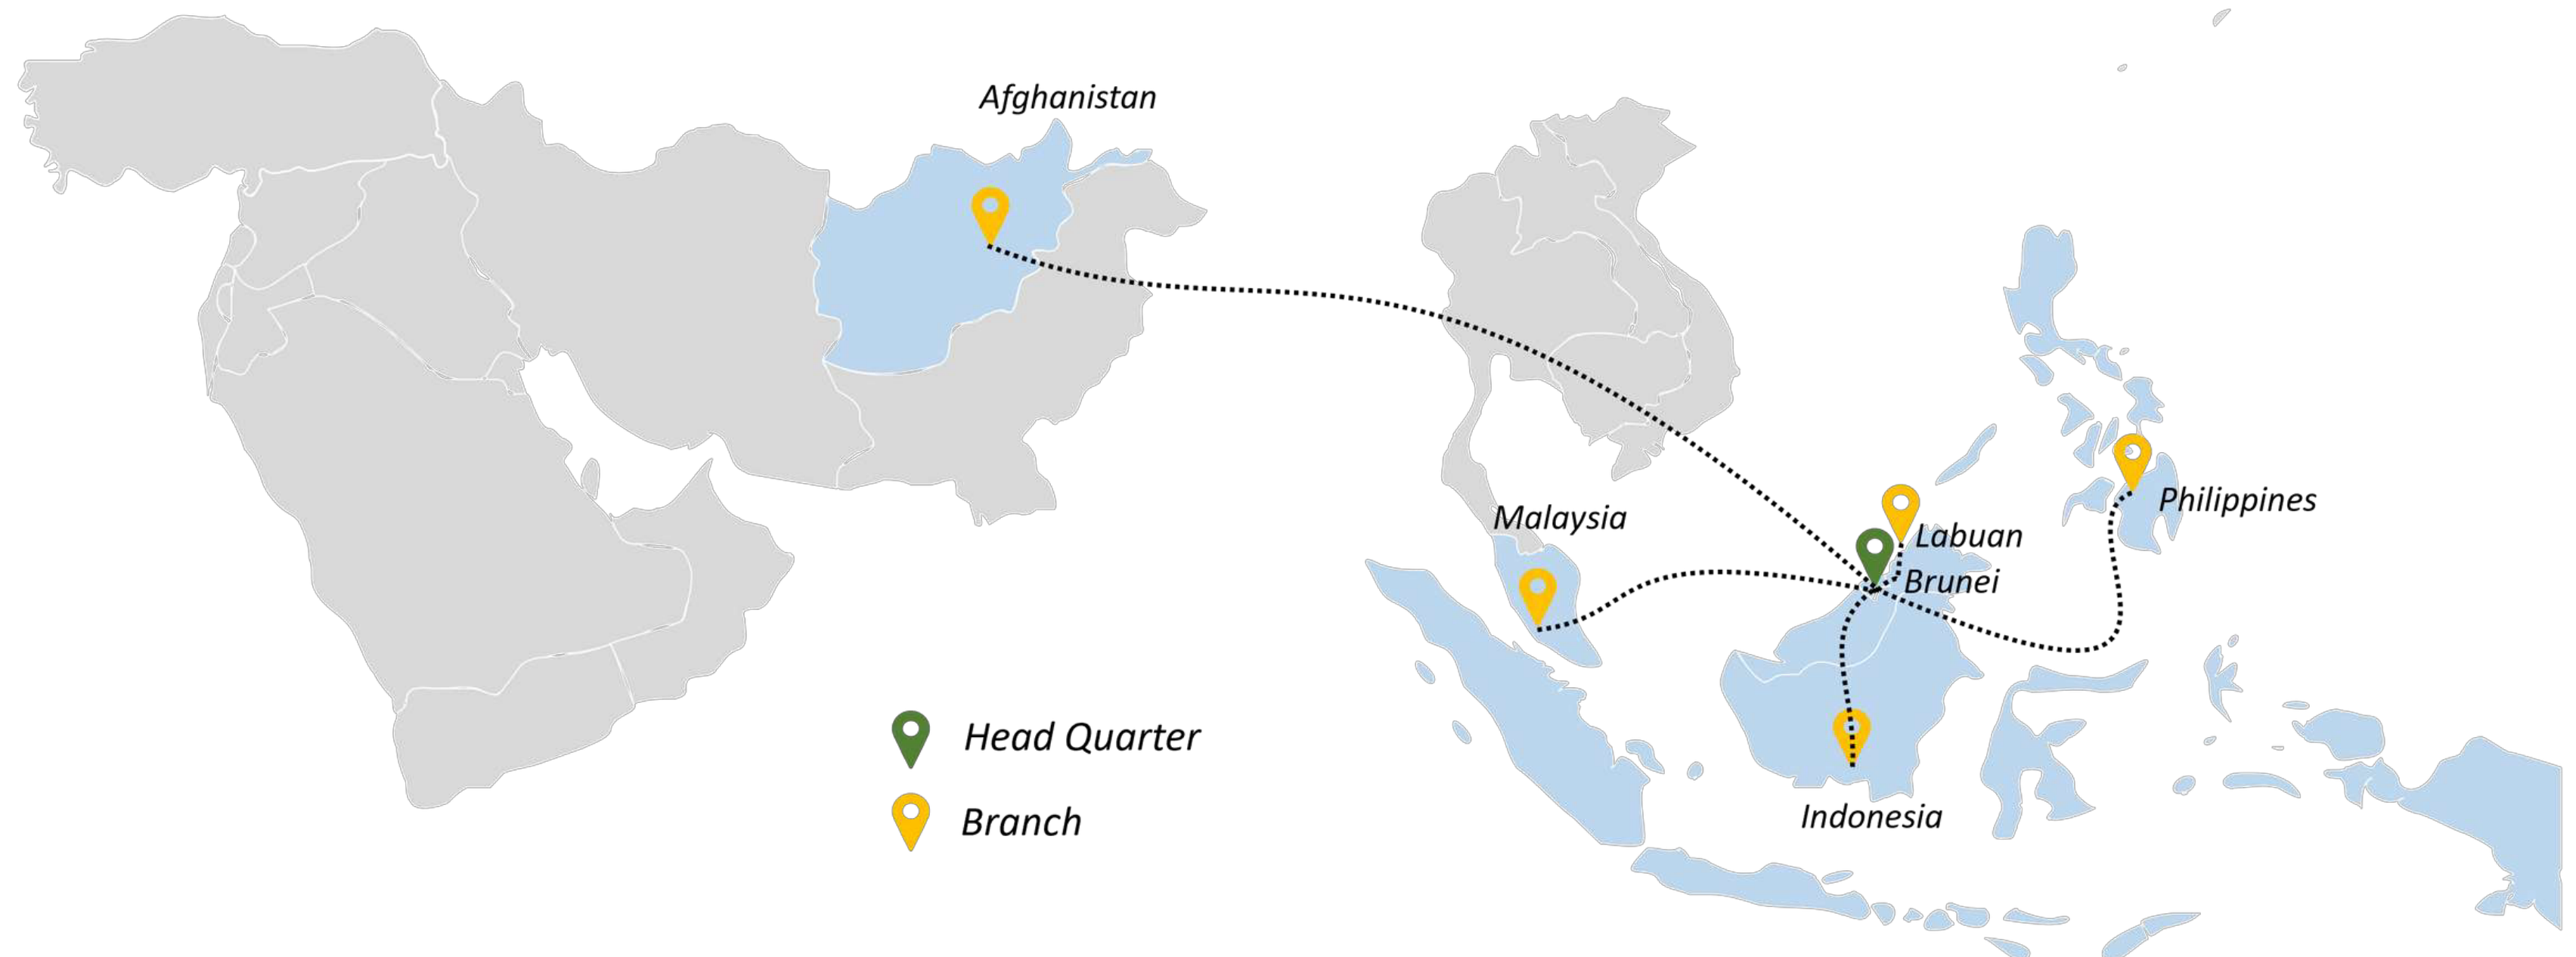 Afghanistan
Malaysia
Philippines
Labuan
Brunei
Head Quarter
Branch
Indonesia